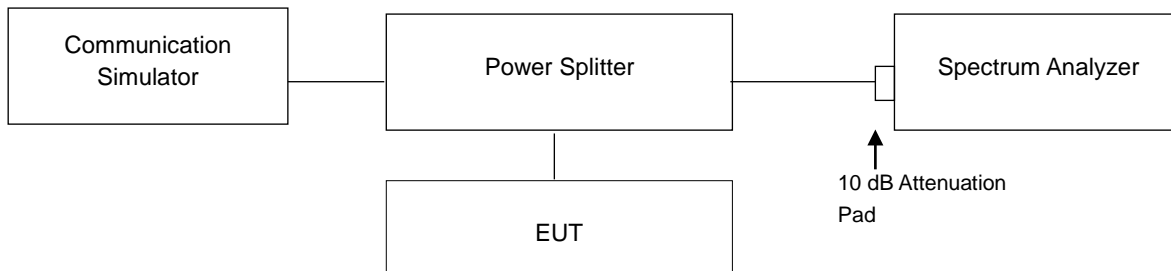 Communication
Simulator
Power Splitter
Spectrum Analyzer
10 dB Attenuation
Pad
EUT